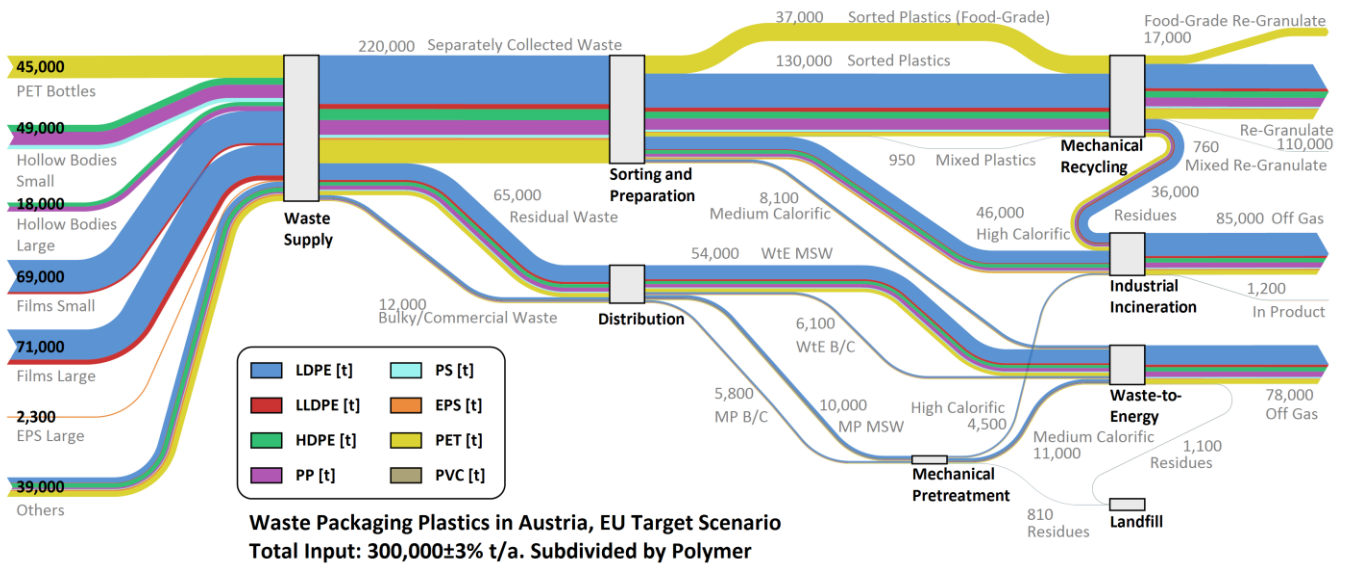 37,000 Sorted Plastics (Food-Grade)
Food-Grade Re-Granulate
17,000
220,000 Separately Collected Waste
130,000 Sorted Plastics
45,000
PET Bottles
49,000
Hollow Bodies
Small
18,000
Hollow Bodies
Large
69,000
Films Small
71,000
Films Large
2,300
EPS Large
39,000
Others
Waste
Supply
Sorting and
Preparation
65,000
Residual Waste
12,000
Bulky/Commercial Waste
Distribution
950 Mixed Plastics
8,100
Medium Calorific
46,000
High Calorific
54,000 WtE MSW
6,100
WtE B/C
5,800
MP B/C
10,000
MP MSW
Mechanical
Recycling
Re-Granulate
110,000
760
Mixed Re-Granulate
36,000
Residues
85,000 Off Gas
Industrial
Incineration
1,200
In Product
Waste-to-
Energy
78,000
Off Gas
High Calorific
4,500
Medium Calorific
11,000
1,100
Residues
Mechanical
Pretreatment
810
Residues
Landfill
LDPE [t]
PS [t]
LLDPE [t]
EPS [t]
HDPE [t]
PET [t]
PP [t]
PVC [t]
Waste Packaging Plastics in Austria, EU Target Scenario
Total Input: 300,000±3% t/a. Subdivided by Polymer